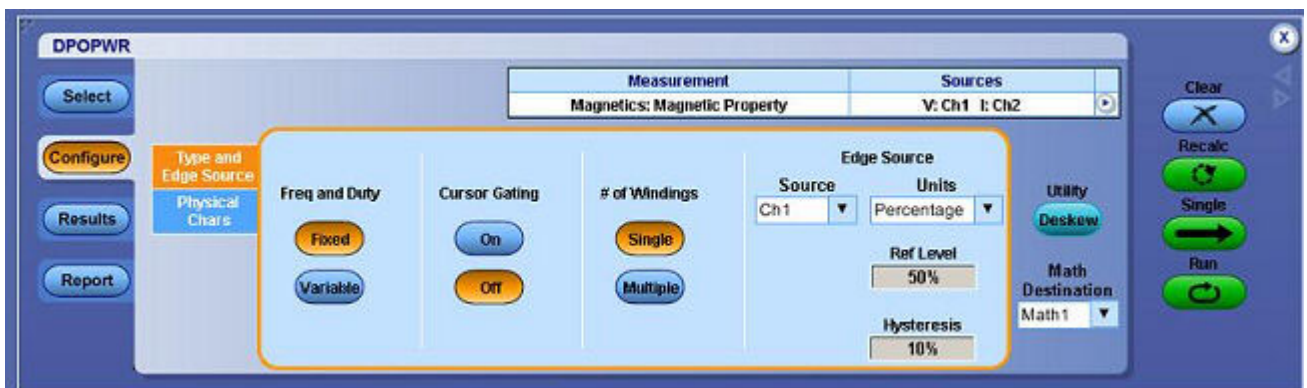 DPOPWR
Select
Configure
Results
Report
Measurement Sources
Magnetics: Magnetic Property V: Ch1 I: Ch2
Type and
Edge Source
Physical
Chars
Freq and Duty
Fixed
Variable
Cursor Gating
On
Off
# of Windings
Single
Multiple
Edge Source
Source Units
Ch1 Percentage
Ref Level
50%
Hysteresis
10%
Utility
Deskew
Math
Destination
Math1
X
Clear
Recalc
Single
Run